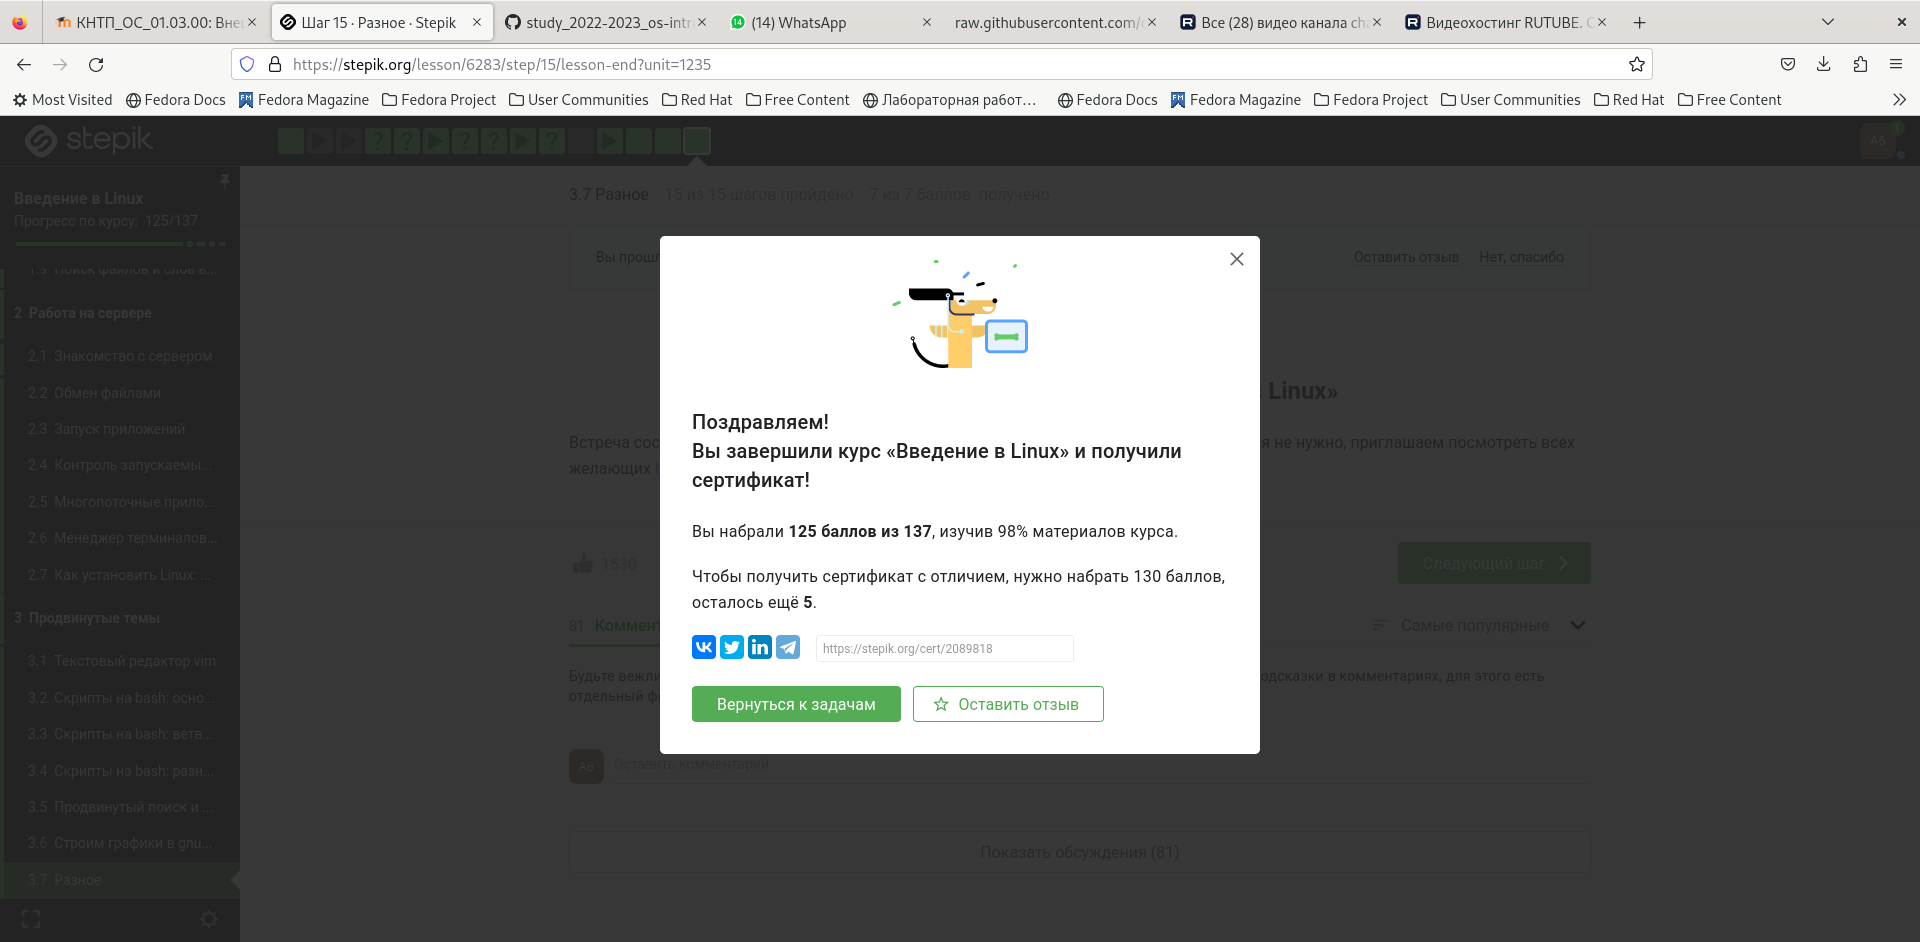 КНТП_ОС_01.03.00: Вне
Шаг 15 · Разное · Stepik
study_2022-2023_os-intr
(14) WhatsApp
raw.githubusercontent.com/
Все (28) видео канала
Видеохостинг RUTUBE.
https://stepik.org/lesson/6283/step/15/lesson-end?unit=1235
Most Visited
Fedora Docs
Fedora Magazine
Fedora Project
User Communities
Red Hat
Free Content
Лабораторная работ…
Fedora Docs
Fedora Magazine
Fedora Project
User Communities
Red Hat
Free Content
stepik
АБ
Введение в Linux
Прогресс по курсу: 125/137
1.9 Поиск файлов и слов в...
2 Работа на сервере
2.1 Знакомство с сервером
2.2 Обмен файлами
2.3 Запуск приложений
2.4 Контроль запускаемы...
2.5 Многопоточные прило...
2.6 Менеджер терминалов...
2.7 Как установить Linux: ...
3 Продвинутые темы
3.1 Текстовый редактор vim
3.2 Скрипты на bash: осно...
3.3 Скрипты на bash: ветв...
3.4 Скрипты на bash: разн...
3.5 Продвинутый поиск и ...
3.6 Строим графики в gnu...
3.7 Разное
3.7 Разное 15 из 15 шагов пройдено 7 из 7 баллов получено
Вы прошл
Оставить отзыв Нет, спасибо
Linux»
Встреча сос
я не нужно, приглашаем посмотреть всех
желающих
Поздравляем!
Вы завершили курс «Введение в Linux» и получили
сертификат!
Вы набрали 125 баллов из 137, изучив 98% материалов курса.
Чтобы получить сертификат с отличием, нужно набрать 130 баллов,
осталось ещё 5.
https://stepik.org/cert/2089818
Вернуться к задачам
Оставить отзыв
1530
Следующий шаг
81 Коммент
Самые популярные
Будьте вежли
одсказки в комментариях, для этого есть
отдельный ф
АБ
Оставить комментарий
Показать обсуждения (81)